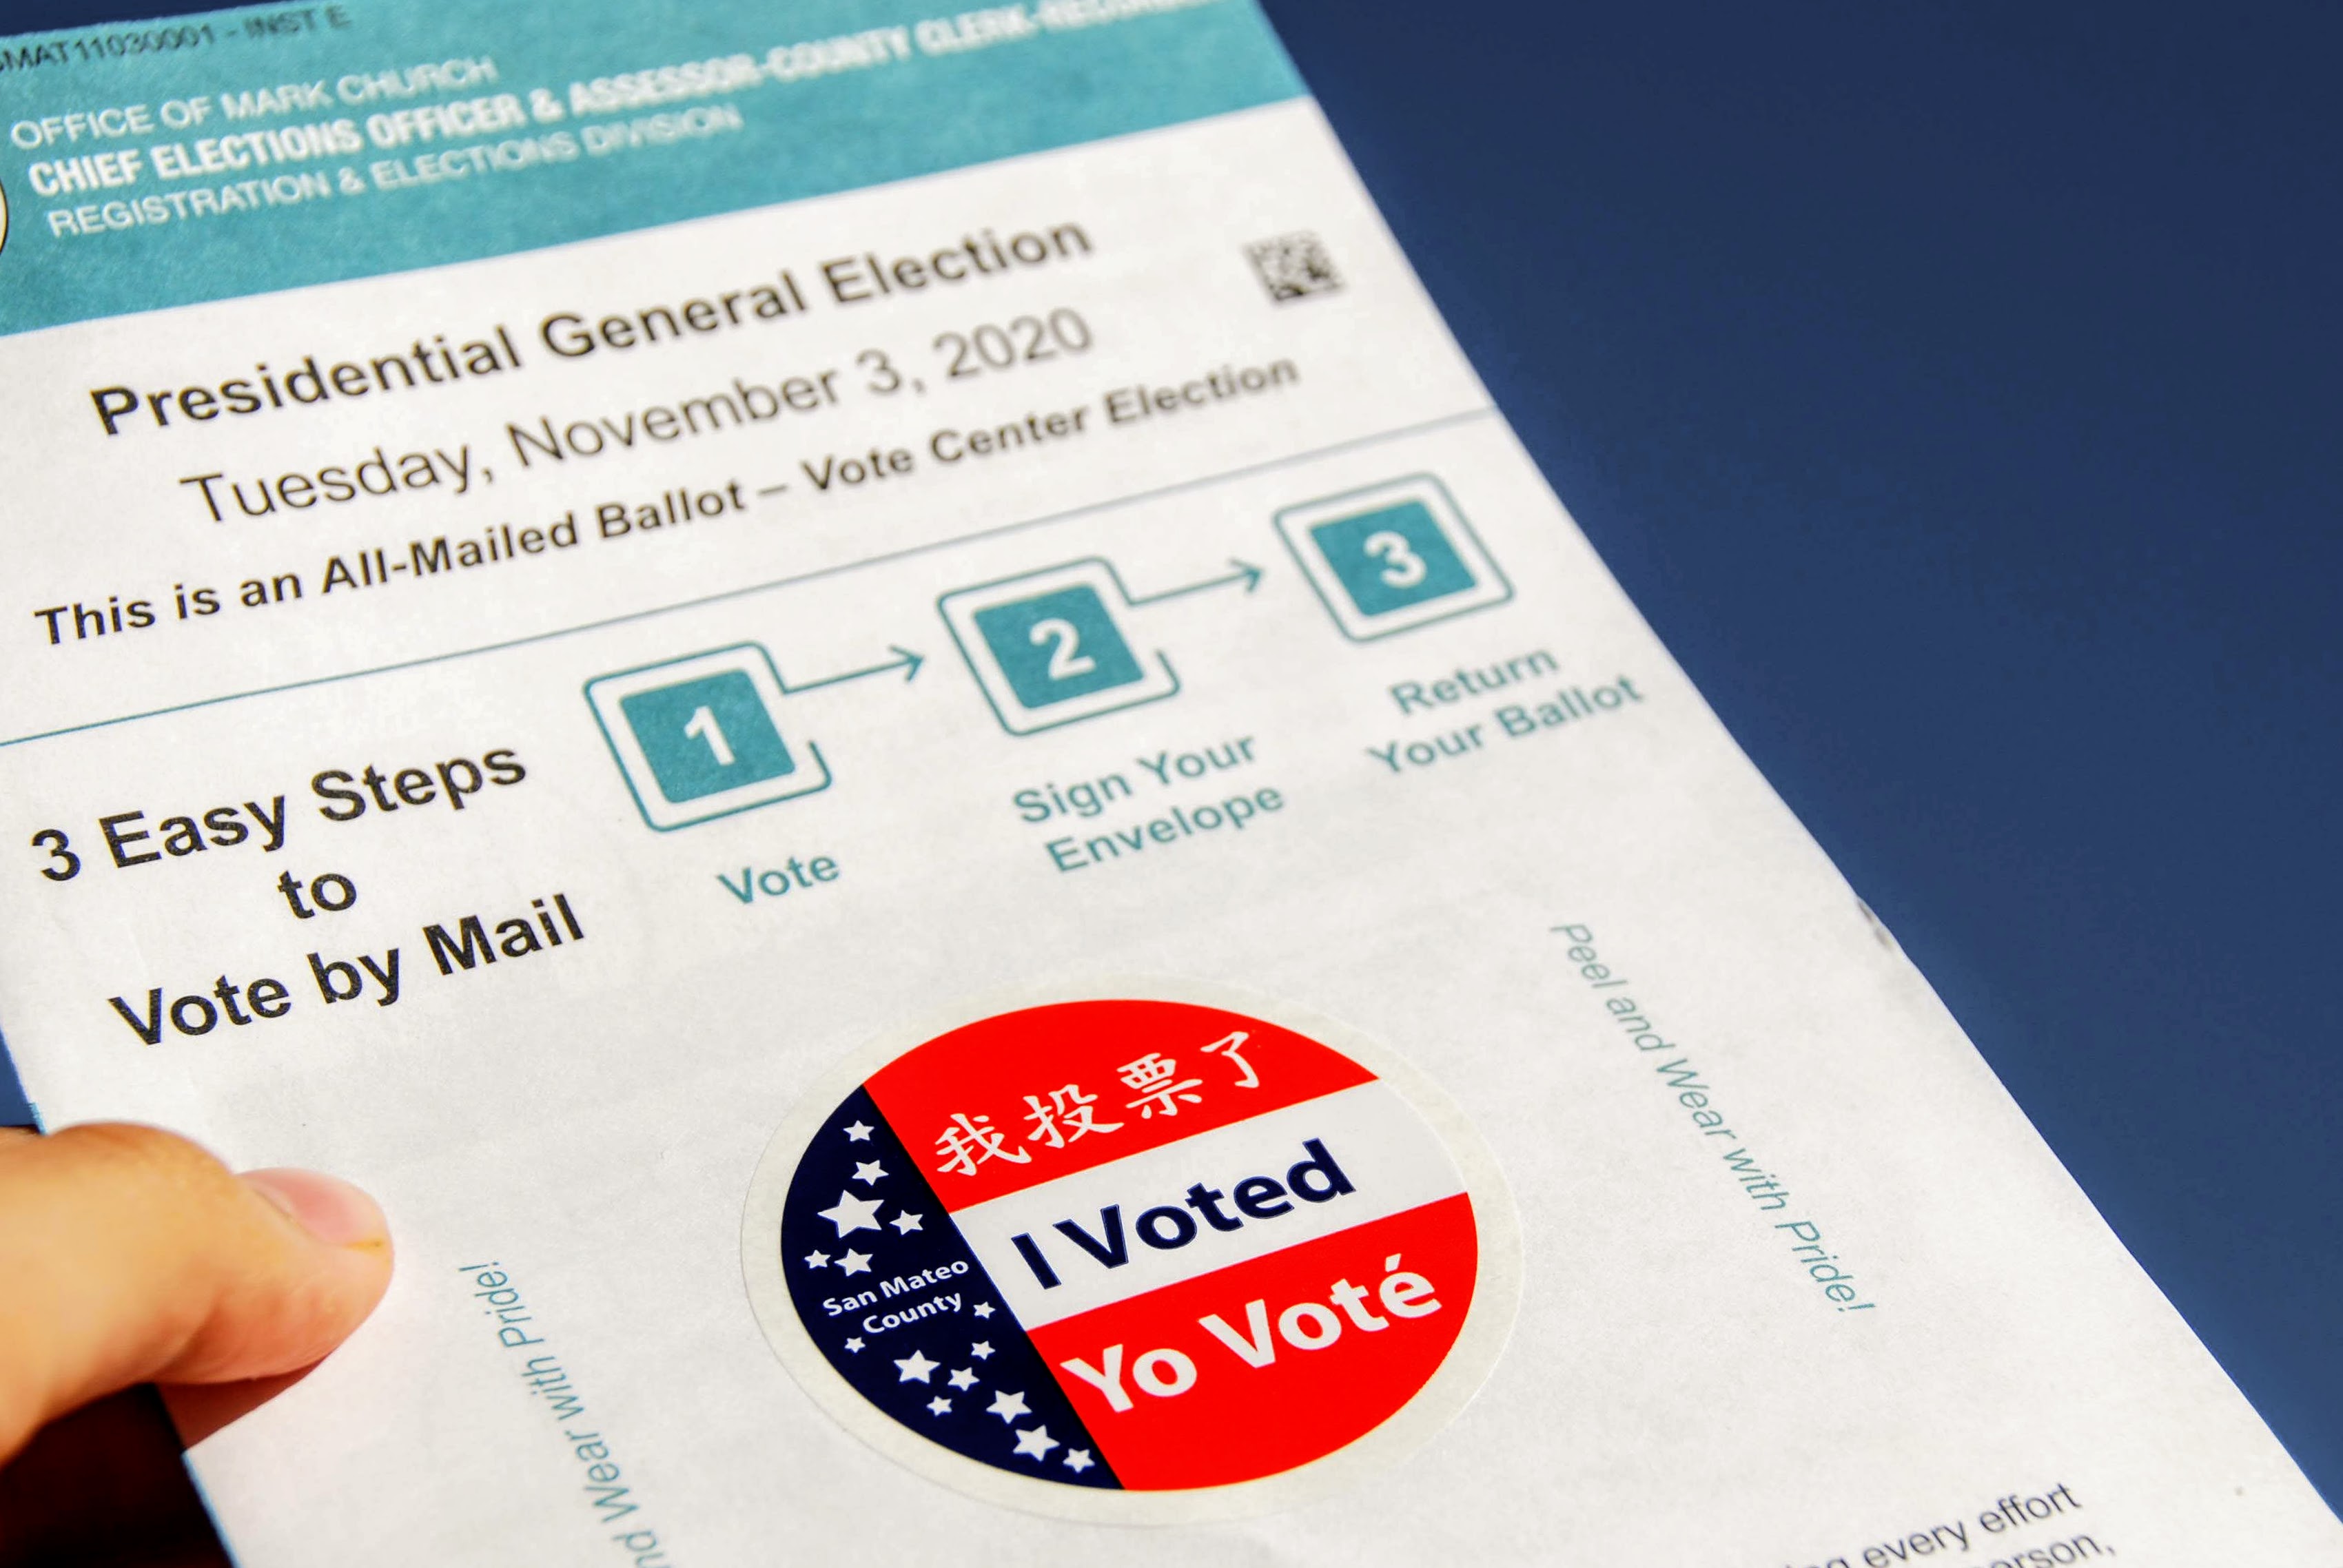 SMAT11030001 - INST E
OFFICE OF MARK CHURCH
CHIEF ELECTIONS OFFICER & ASSESSOR-COUNTY CLERK-RECORDER
REGISTRATION & ELECTIONS DIVISION
Presidential General Election
Tuesday, November 3, 2020
This is an All-Mailed Ballot – Vote Center Election
3 Easy Steps
to
Vote by Mail
1
Vote
2
Sign Your
Envelope
3
Return
Your Ballot
Peel and Wear with Pride!
我投票了
I Voted
Yo Voté
San Mateo
County
Wear with Pride!
every effort